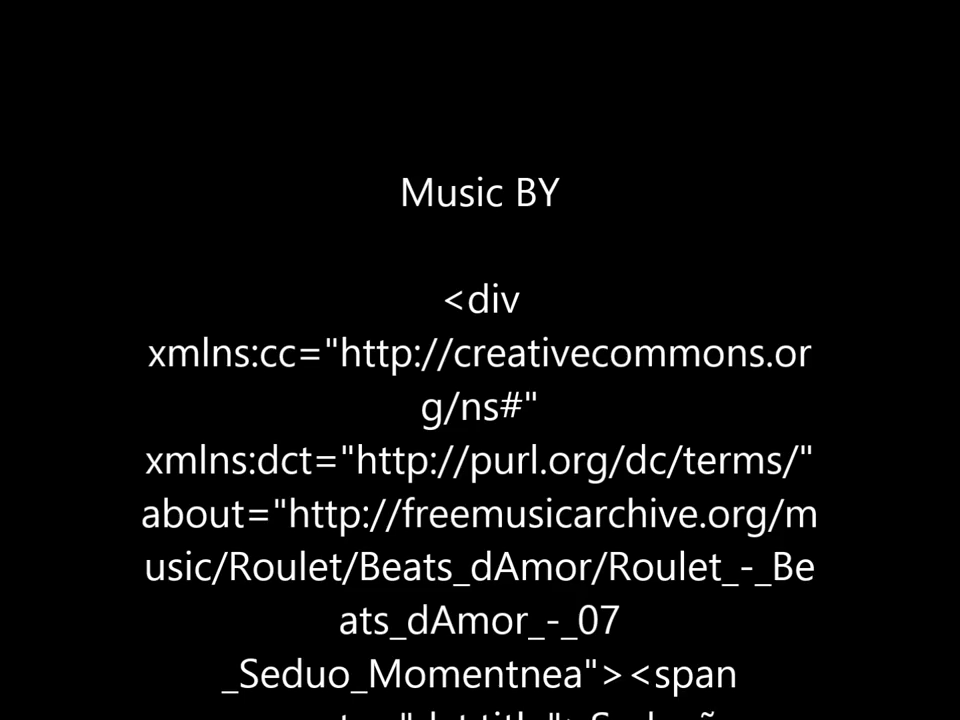 Music BY
<div
xmlns:cc="http://creativecommons.or
g/ns#"
xmlns:dct="http://purl.org/dc/terms/"
about="http://freemusicarchive.org/m
usic/Roulet/Beats_dAmor/Roulet_-_Be
ats_dAmor_-_07
_Seduo_Momentnea"><span